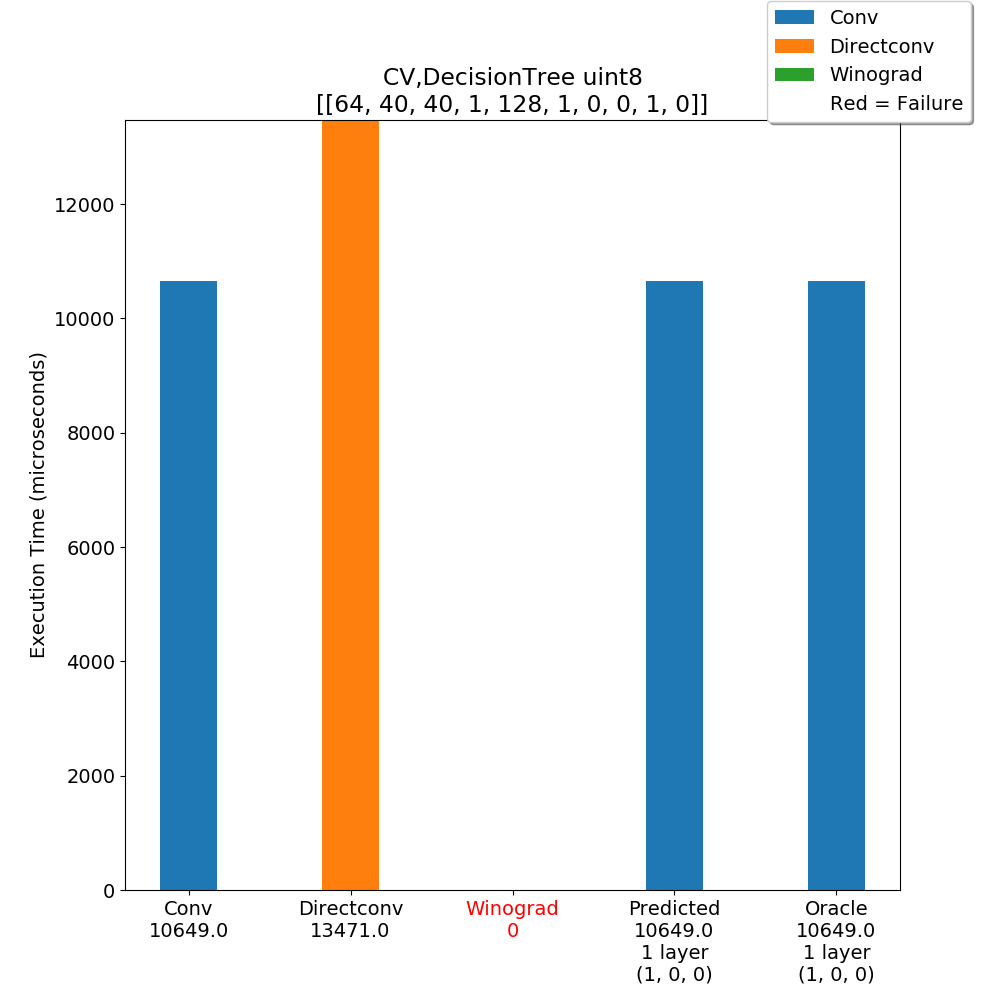 Conv
Directconv
Winograd
Red = Failure
CV,DecisionTree uint8
[[64, 40, 40, 1, 128, 1, 0, 0, 1, 0]]
Execution Time (microseconds)
12000
10000
8000
6000
4000
2000
0
Conv
10649.0
Directconv
13471.0
Winograd
0
Predicted
10649.0
1 layer
(1, 0, 0)
Oracle
10649.0
1 layer
(1, 0, 0)